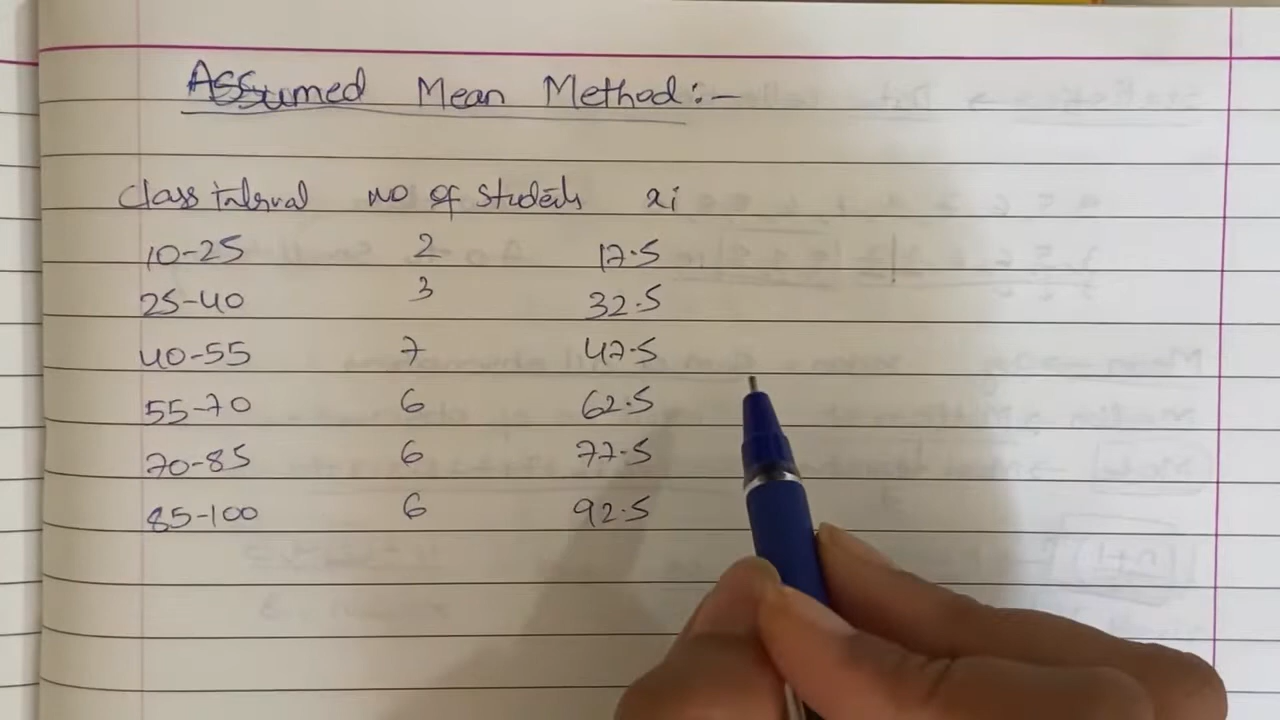 Assumed Mean Method:-
Class Interval No of Students xi
10-25 2 17.5
25-40 3 32.5
40-55 7 47.5
55-70 6 62.5
70-85 6 77.5
85-100 6 92.5